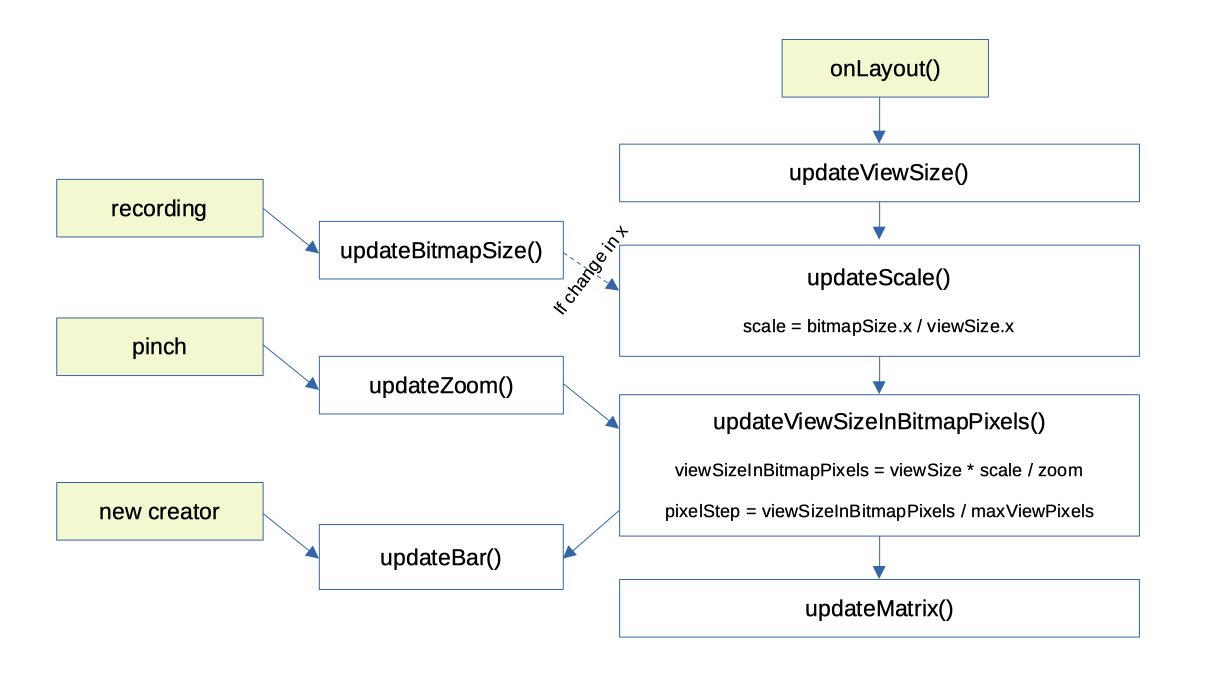 onLayout()
updateViewSize()
recording
updateBitmapSize()
If change in x
updateScale()
scale = bitmapSize.x / viewSize.x
pinch
updateZoom()
updateViewSizeInBitmapPixels()
viewSizeInBitmapPixels = viewSize * scale / zoom
pixelStep = viewSizeInBitmapPixels / maxViewPixels
new creator
updateBar()
updateMatrix()